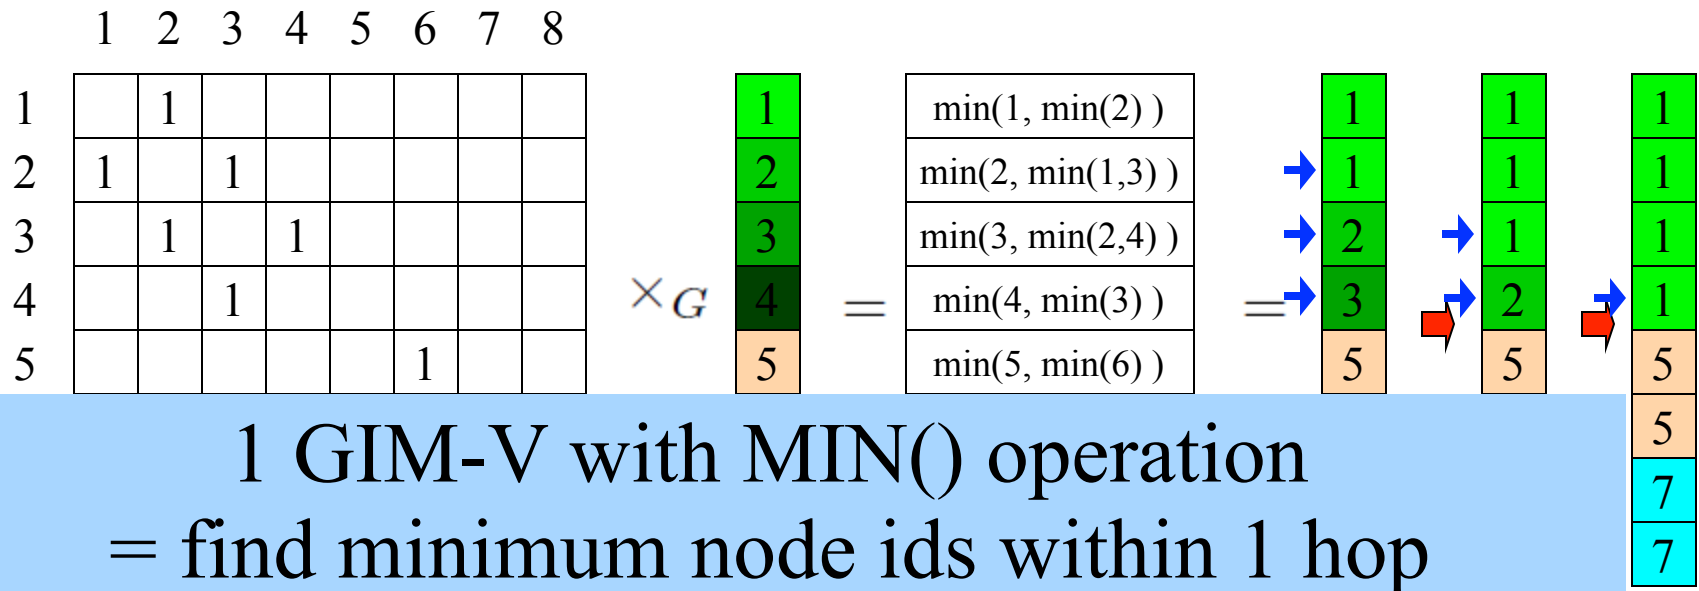 1 2 3 4 5 6 7 8
1 1 1 min(1, min(2) ) 1 1 1
2 1 1 2 min(2, min(1,3) ) 1 1 1
3 1 1 3 min(3, min(2,4) ) 2 1 1
4 1 ×G 4 = min(4, min(3) ) = 3 2 1
5 1 5 min(5, min(6) ) 5 5 5
5
1 GIM-V with MIN() operation
7
= find minimum node ids within 1 hop
7